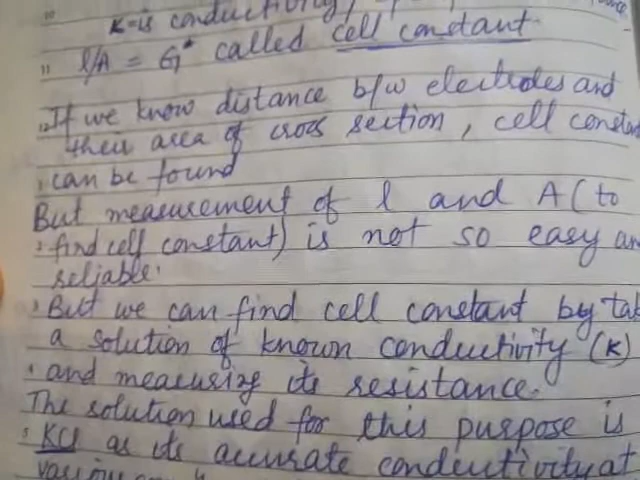 K = is conductivity,
" l/A = G* called cell constant
If we know distance b/w electrodes and
their area of cross section, cell constant
can be found
But measurement of l and A (to
find cell constant) is not so easy an
reliable.
But we can find cell constant by tak
a solution of known conductivity (K)
and measuring its resistance.
The solution used for this purpose is
KCl as its accurate conductivity at